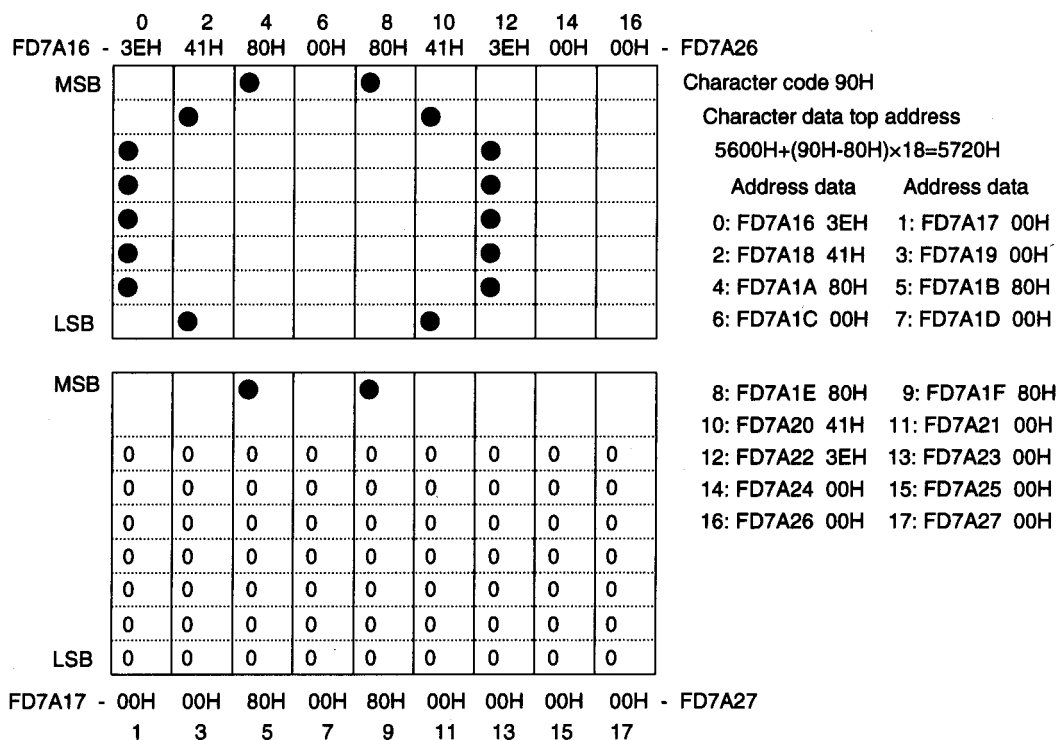 0 2 4 6 8 10 12 14 16
FD7A16 - 3EH 41H 80H 00H 80H 41H 3EH 00H 00H - FD7A26
MSB
LSB
Character code 90H
Character data top address
5600H+(90H-80H)×18=5720H
Address data Address data
0: FD7A16 3EH 1: FD7A17 00H
2: FD7A18 41H 3: FD7A19 00H
4: FD7A1A 80H 5: FD7A1B 80H
6: FD7A1C 00H 7: FD7A1D 00H
MSB
0 0 0 0 0 0 0 0 0
0 0 0 0 0 0 0 0 0
0 0 0 0 0 0 0 0 0
0 0 0 0 0 0 0 0 0
0 0 0 0 0 0 0 0 0
0 0 0 0 0 0 0 0 0
LSB 0 0 0 0 0 0 0 0 0
8: FD7A1E 80H 9: FD7A1F 80H
10: FD7A20 41H 11: FD7A21 00H
12: FD7A22 3EH 13: FD7A23 00H
14: FD7A24 00H 15: FD7A25 00H
16: FD7A26 00H 17: FD7A27 00H
FD7A17 - 00H 00H 80H 00H 80H 00H 00H 00H 00H - FD7A27
1 3 5 7 9 11 13 15 17